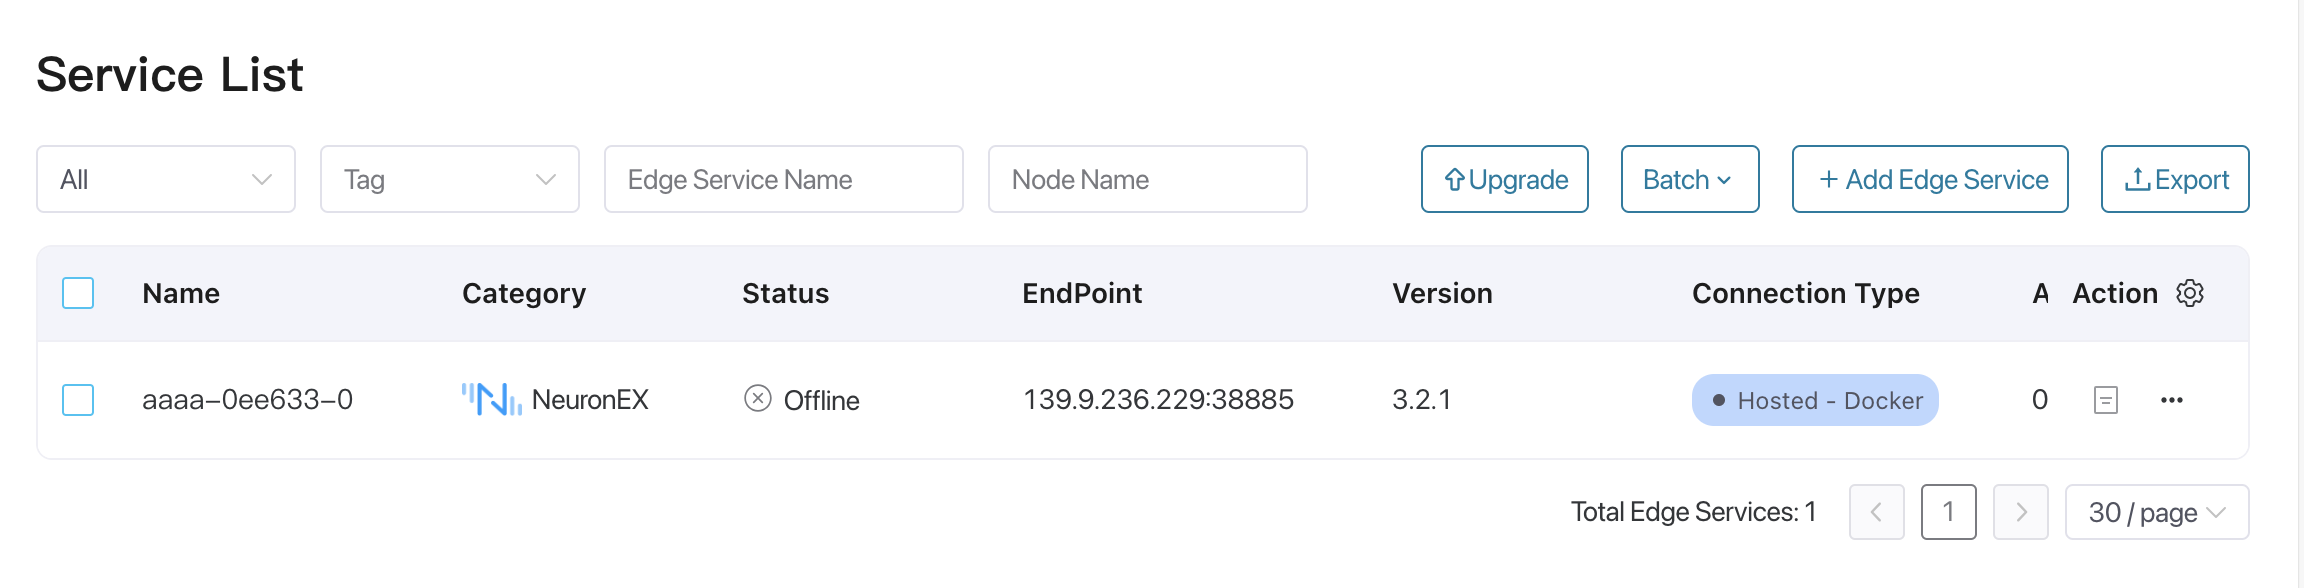 Service List
All Tag Edge Service Name Node Name Upgrade Batch + Add Edge Service Export
Name Category Status EndPoint Version Connection Type A Action
aaaa-0ee633-0 NeuronEX Offline 139.9.236.229:38885 3.2.1 Hosted - Docker 0
Total Edge Services: 1 1 30 / page